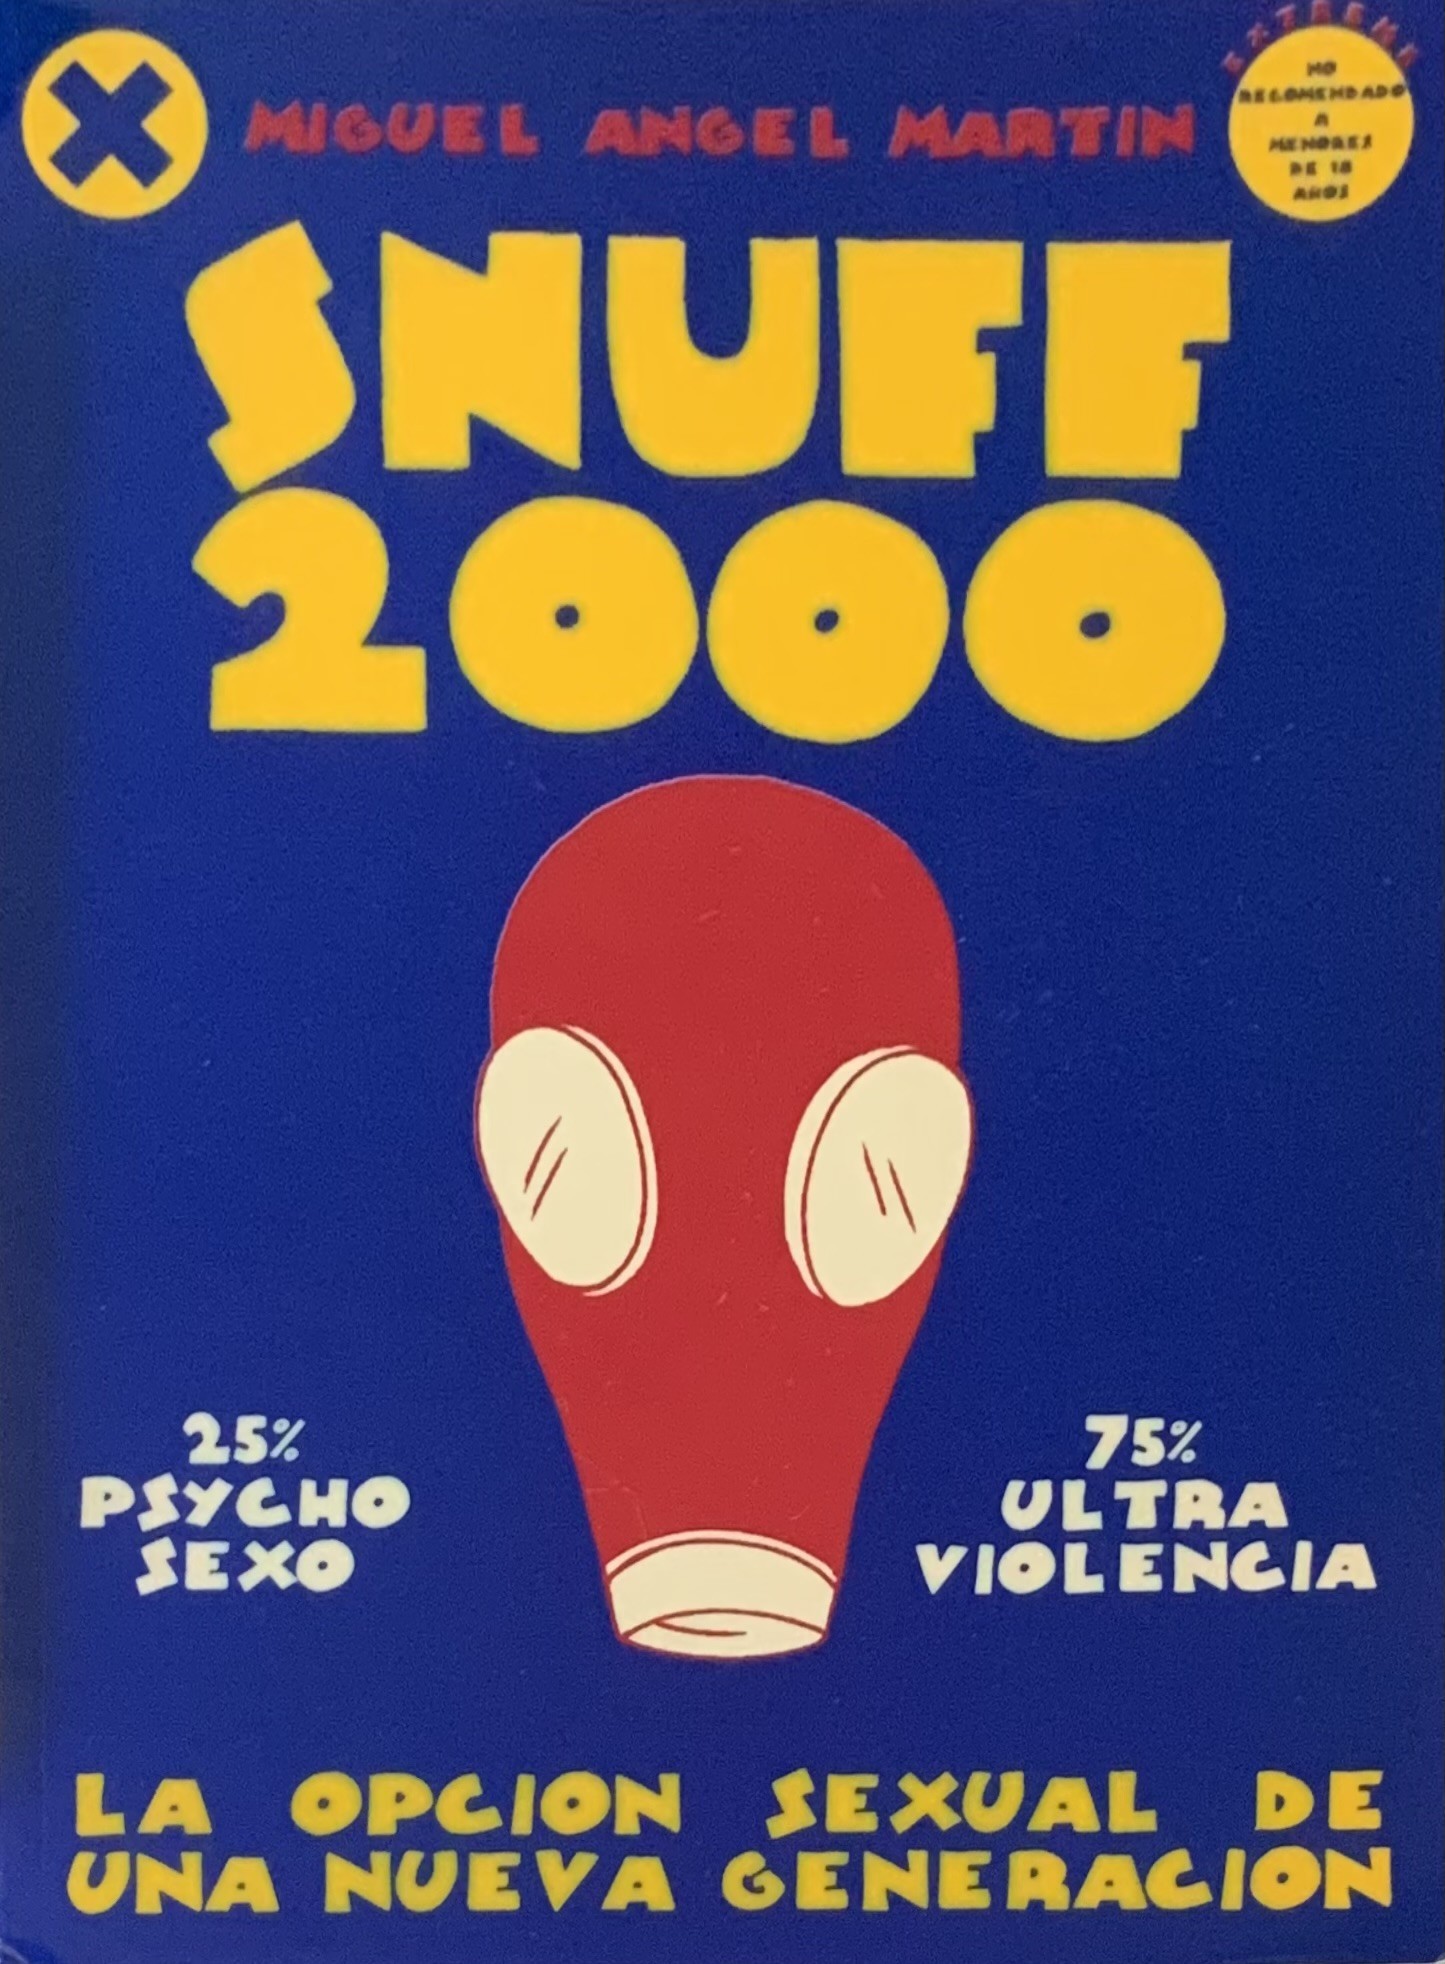 X
MIGUEL ANGEL MARTIN
EXTREME
NO
RECOMENDADO
A
MENORES
DE 18
AÑOS
SNUFF
2000
25%
PSYCHO
SEXO
75%
ULTRA
VIOLENCIA
LA OPCION SEXUAL DE
UNA NUEVA GENERACION